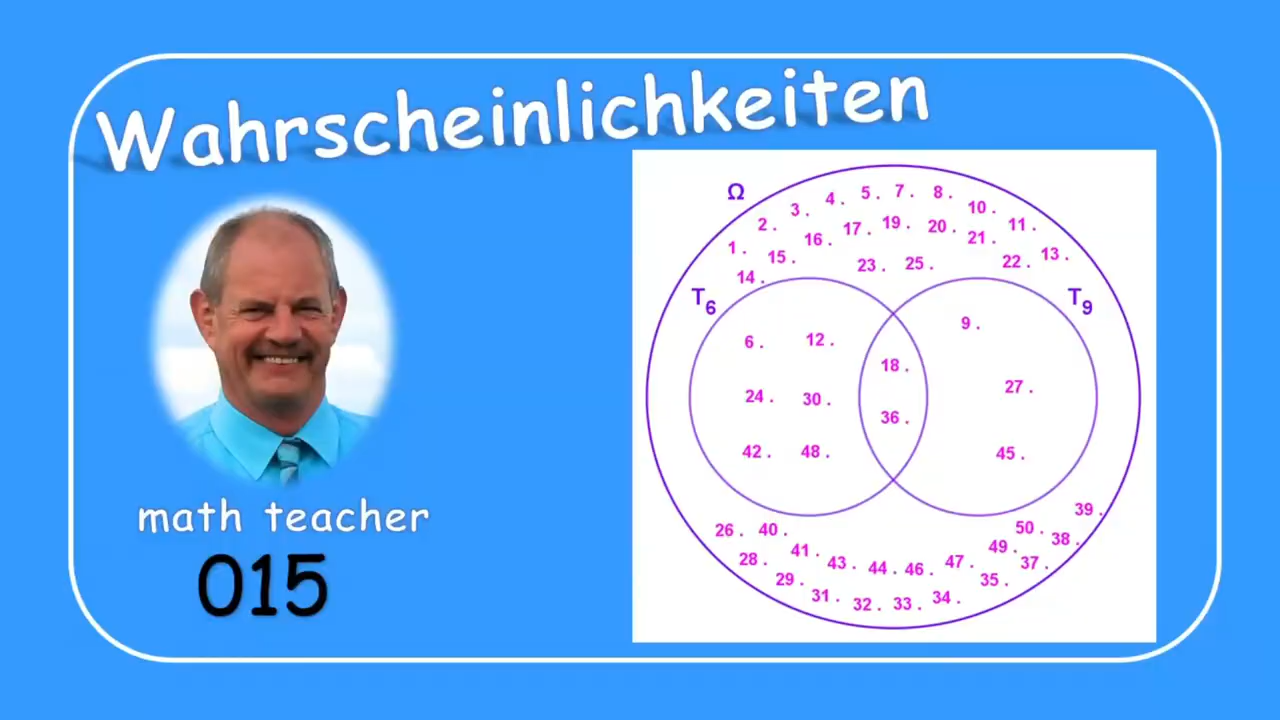 Wahrscheinlichkeiten
math teacher
015
Ω
1. 2. 3. 4. 5. 7. 8. 10. 11. 13.
14. 15. 16. 17. 19. 20. 21. 22.
23. 25.
T6
T9
6. 12.
24. 30.
42. 48.
18.
36.
9.
27.
45.
26. 40.
28. 41. 43. 44. 46. 47. 49. 50. 39.
29. 31. 32. 33. 34. 35. 37. 38.